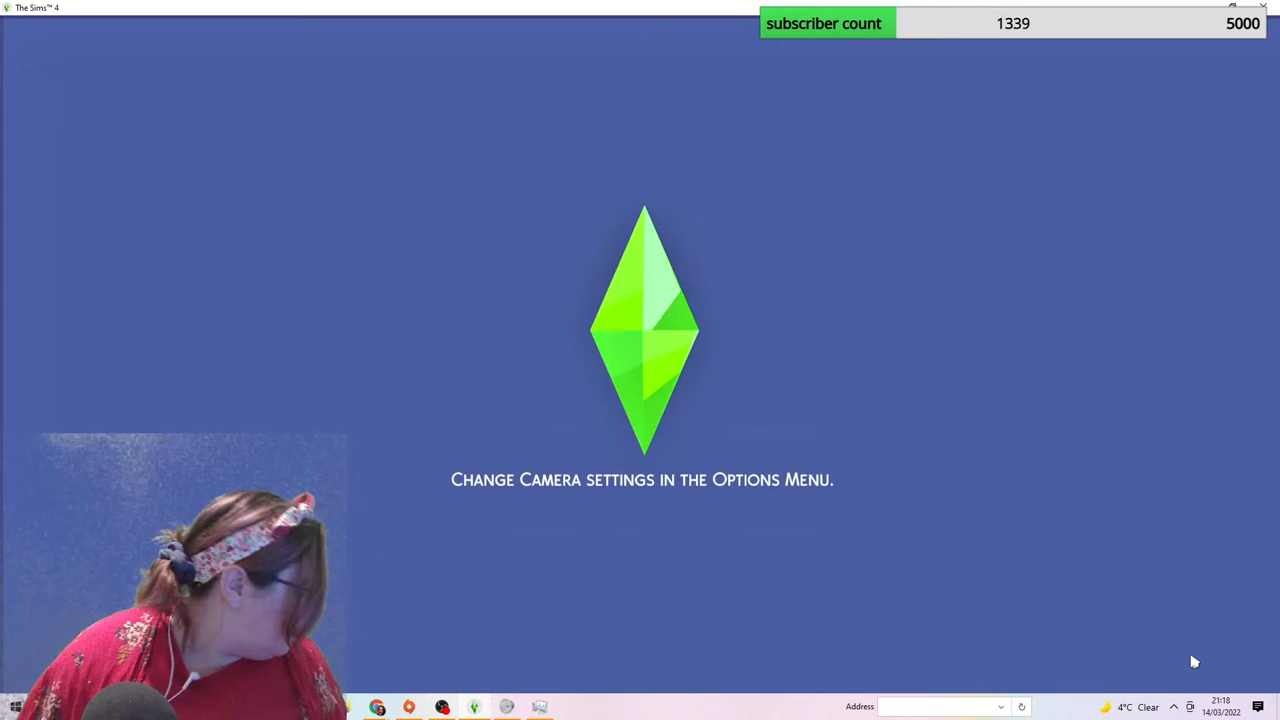 The Sims™ 4
subscriber count 1339 5000
CHANGE CAMERA SETTINGS IN THE OPTIONS MENU.
Address
4°C Clear
21:18
14/03/2022